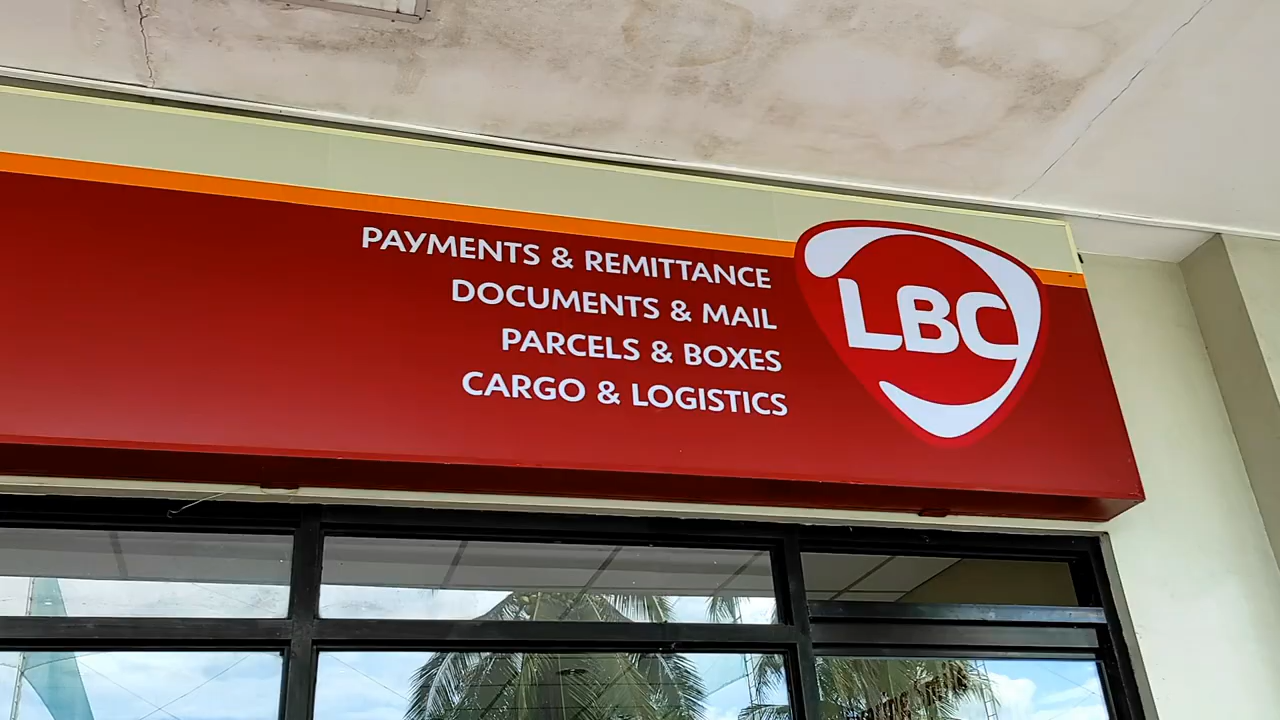 PAYMENTS & REMITTANCE
DOCUMENTS & MAIL
PARCELS & BOXES
CARGO & LOGISTICS
LBC